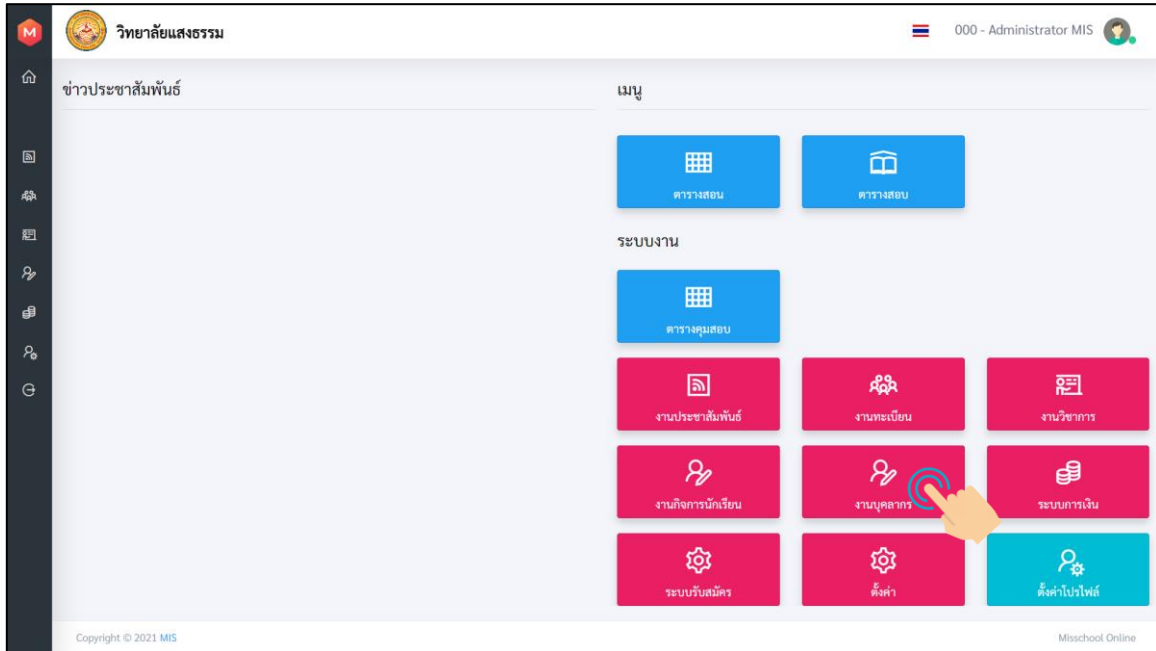 M
วิทยาลัยแสงธรรม
000 - Administrator MIS
ข่าวประชาสัมพันธ์
เมนู
ตารางสอน
ตารางสอบ
ระบบงาน
ตารางคุมสอบ
งานประชาสัมพันธ์
งานทะเบียน
งานวิชาการ
งานกิจการนักเรียน
งานบุคลากร
ระบบการเงิน
ระบบรับสมัคร
ตั้งค่า
ตั้งค่าโปรไฟล์
Copyright © 2021 MIS
Misschool Online